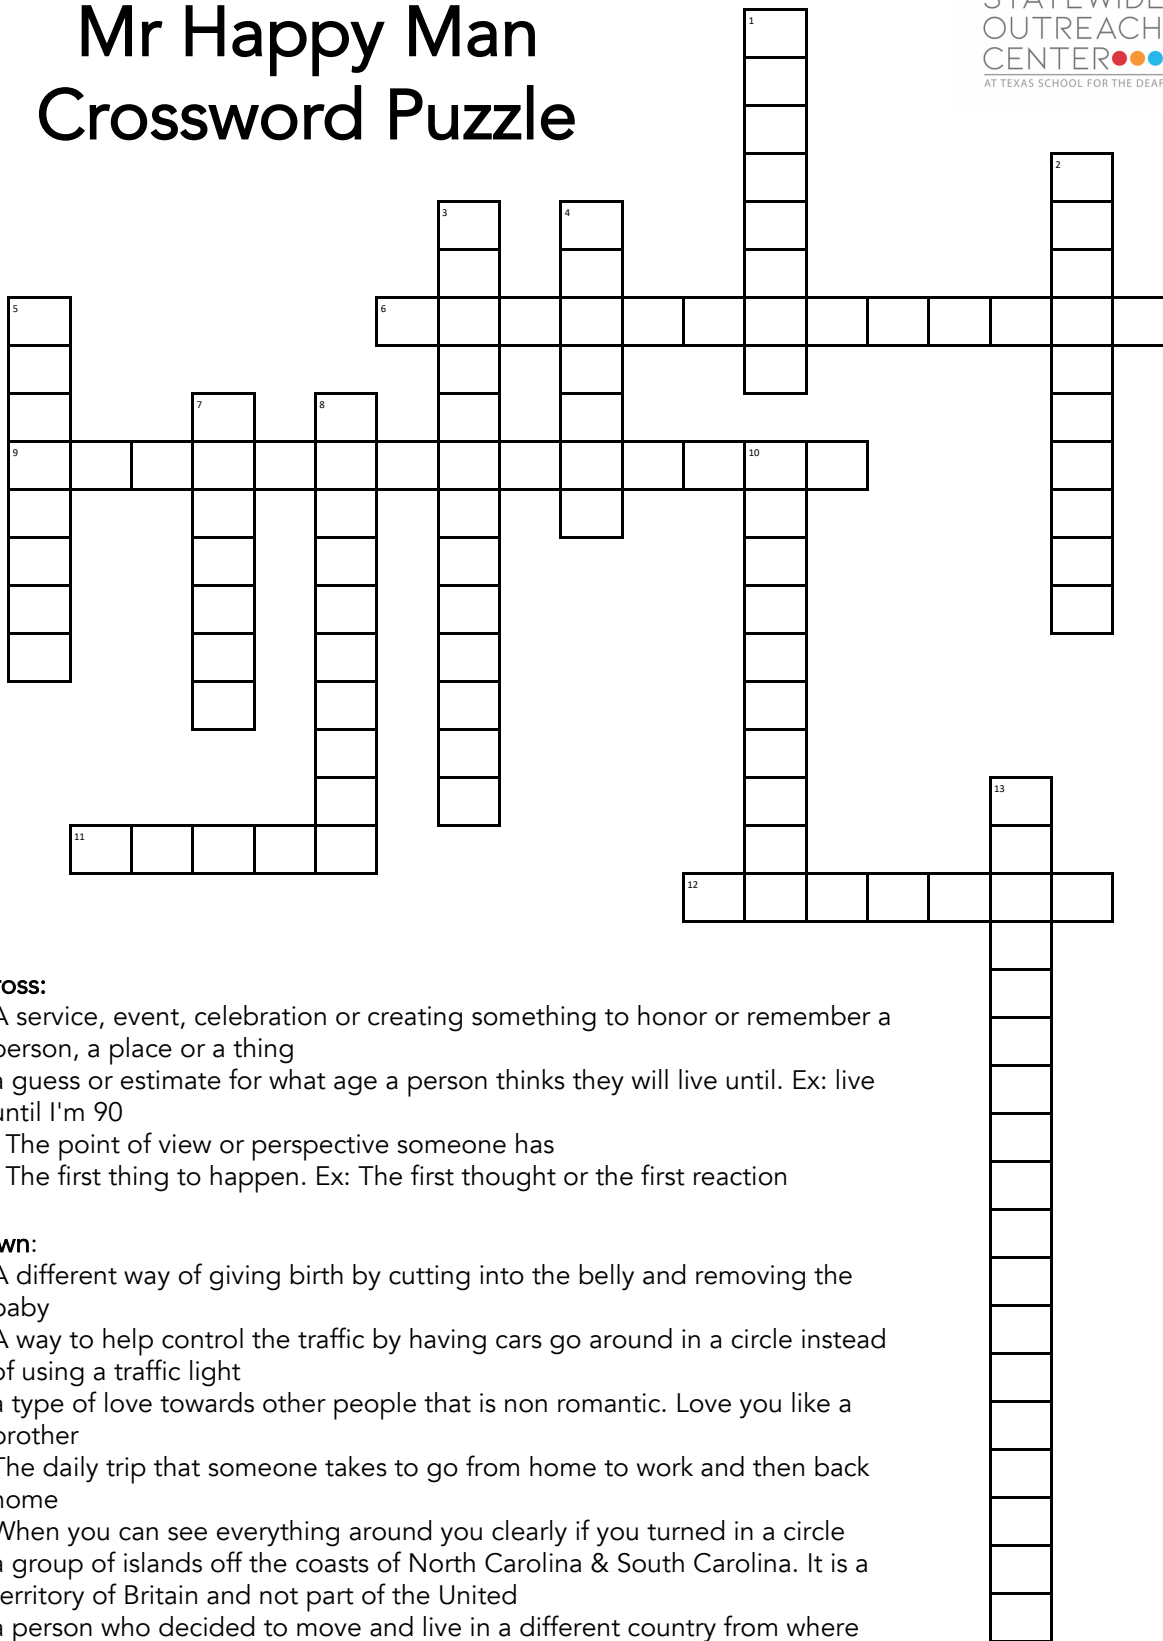 Mr Happy Man
Crossword Puzzle
STATEWIDE
OUTREACH
CENTER
AT TEXAS SCHOOL FOR THE DEAF
1
2
3
4
5
6
7
8
9
10
11
12
13
ross:
A service, event, celebration or creating something to honor or remember a
person, a place or a thing
a guess or estimate for what age a person thinks they will live until. Ex: live
until I'm 90
The point of view or perspective someone has
The first thing to happen. Ex: The first thought or the first reaction
wn:
A different way of giving birth by cutting into the belly and removing the
baby
A way to help control the traffic by having cars go around in a circle instead
of using a traffic light
a type of love towards other people that is non romantic. Love you like a
brother
The daily trip that someone takes to go from home to work and then back
home
When you can see everything around you clearly if you turned in a circle
a group of islands off the coasts of North Carolina & South Carolina. It is a
territory of Britain and not part of the United
a person who decided to move and live in a different country from where